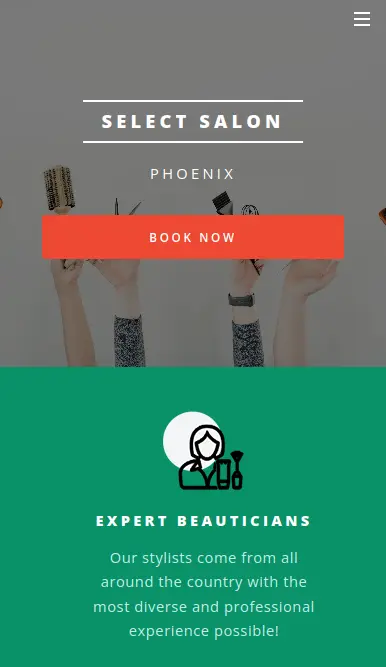 SELECT SALON
PHOENIX
BOOK NOW
EXPERT BEAUTICIANS
Our stylists come from all
around the country with the
most diverse and professional
experience possible!